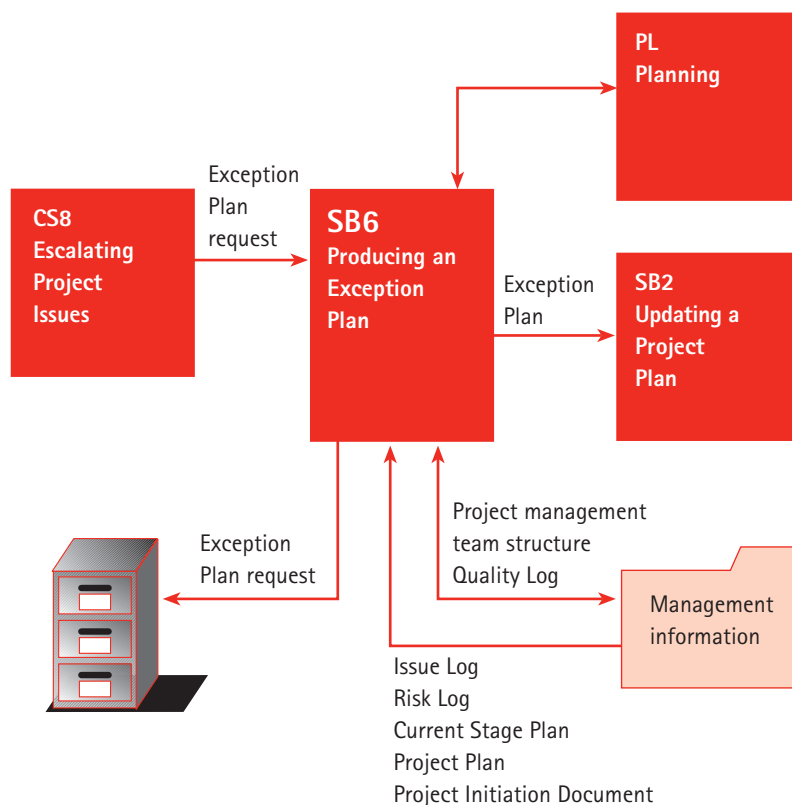 PL
Planning
Exception
Plan
request
CS8
Escalating
Project
Issues
SB6
Producing an
Exception
Plan
Exception
Plan
SB2
Updating a
Project
Plan
Exception
Plan request
Project management
team structure
Quality Log
Management
information
Issue Log
Risk Log
Current Stage Plan
Project Plan
Project Initiation Document